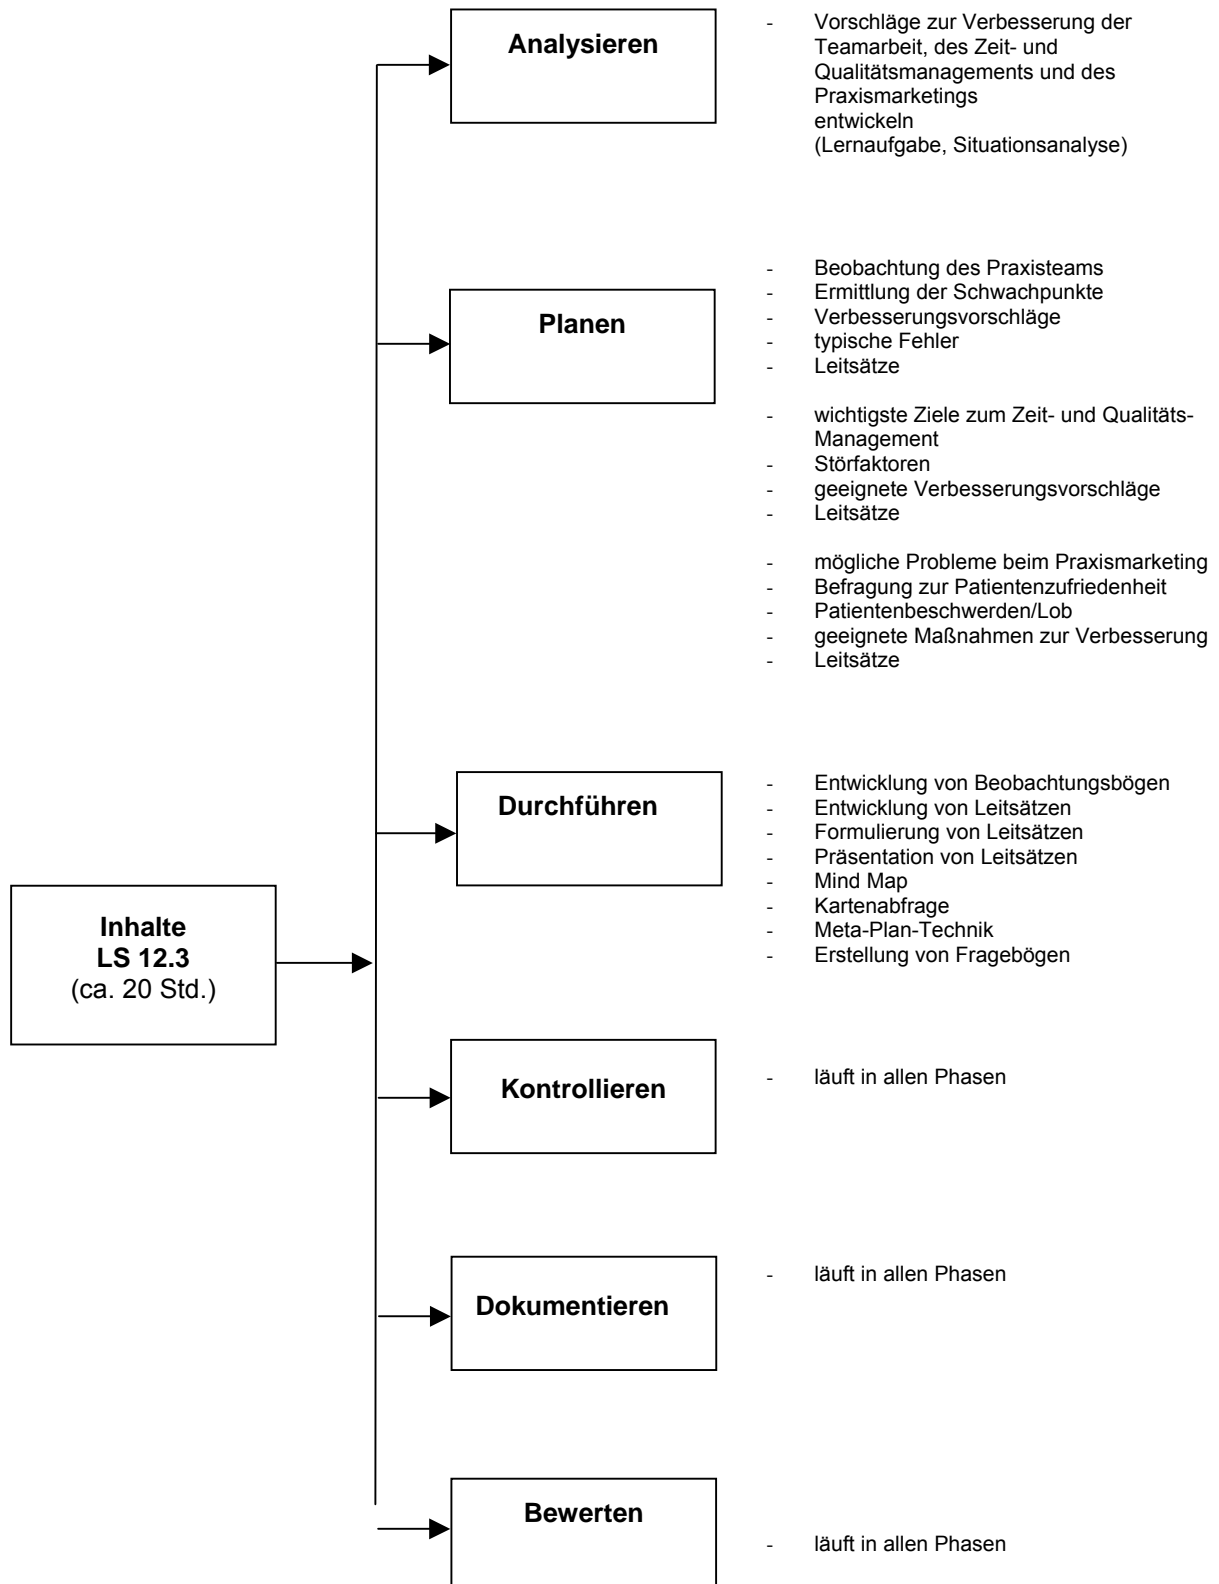 Analysieren
- Vorschläge zur Verbesserung der
Teamarbeit, des Zeit- und
Qualitätsmanagements und des
Praxismarketings
entwickeln
(Lernaufgabe, Situationsanalyse)
Planen
- Beobachtung des Praxisteams
- Ermittlung der Schwachpunkte
- Verbesserungsvorschläge
- typische Fehler
- Leitsätze
- wichtigste Ziele zum Zeit- und Qualitäts-
Management
- Störfaktoren
- geeignete Verbesserungsvorschläge
- Leitsätze
- mögliche Probleme beim Praxismarketing
- Befragung zur Patientenzufriedenheit
- Patientenbeschwerden/Lob
- geeignete Maßnahmen zur Verbesserung
- Leitsätze
Durchführen
- Entwicklung von Beobachtungsbögen
- Entwicklung von Leitsätzen
- Formulierung von Leitsätzen
- Präsentation von Leitsätzen
- Mind Map
- Kartenabfrage
- Meta-Plan-Technik
- Erstellung von Fragebögen
Inhalte
LS 12.3
(ca. 20 Std.)
Kontrollieren
- läuft in allen Phasen
Dokumentieren
- läuft in allen Phasen
Bewerten
- läuft in allen Phasen